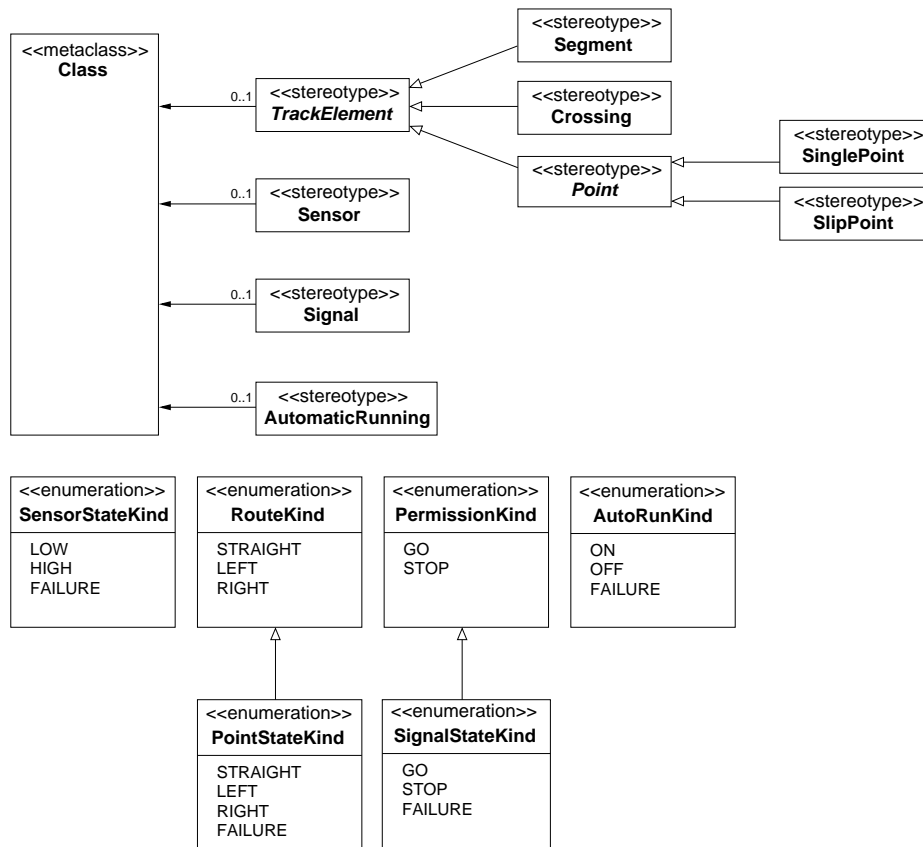 <<metaclass>>
Class
<<stereotype>>
Segment
0..1
<<stereotype>>
TrackElement
<<stereotype>>
Crossing
<<stereotype>>
Point
<<stereotype>>
SinglePoint
<<stereotype>>
SlipPoint
0..1
<<stereotype>>
Sensor
0..1
<<stereotype>>
Signal
0..1
<<stereotype>>
AutomaticRunning
<<enumeration>>
SensorStateKind
LOW
HIGH
FAILURE
<<enumeration>>
RouteKind
STRAIGHT
LEFT
RIGHT
<<enumeration>>
PermissionKind
GO
STOP
<<enumeration>>
AutoRunKind
ON
OFF
FAILURE
<<enumeration>>
PointStateKind
STRAIGHT
LEFT
RIGHT
FAILURE
<<enumeration>>
SignalStateKind
GO
STOP
FAILURE